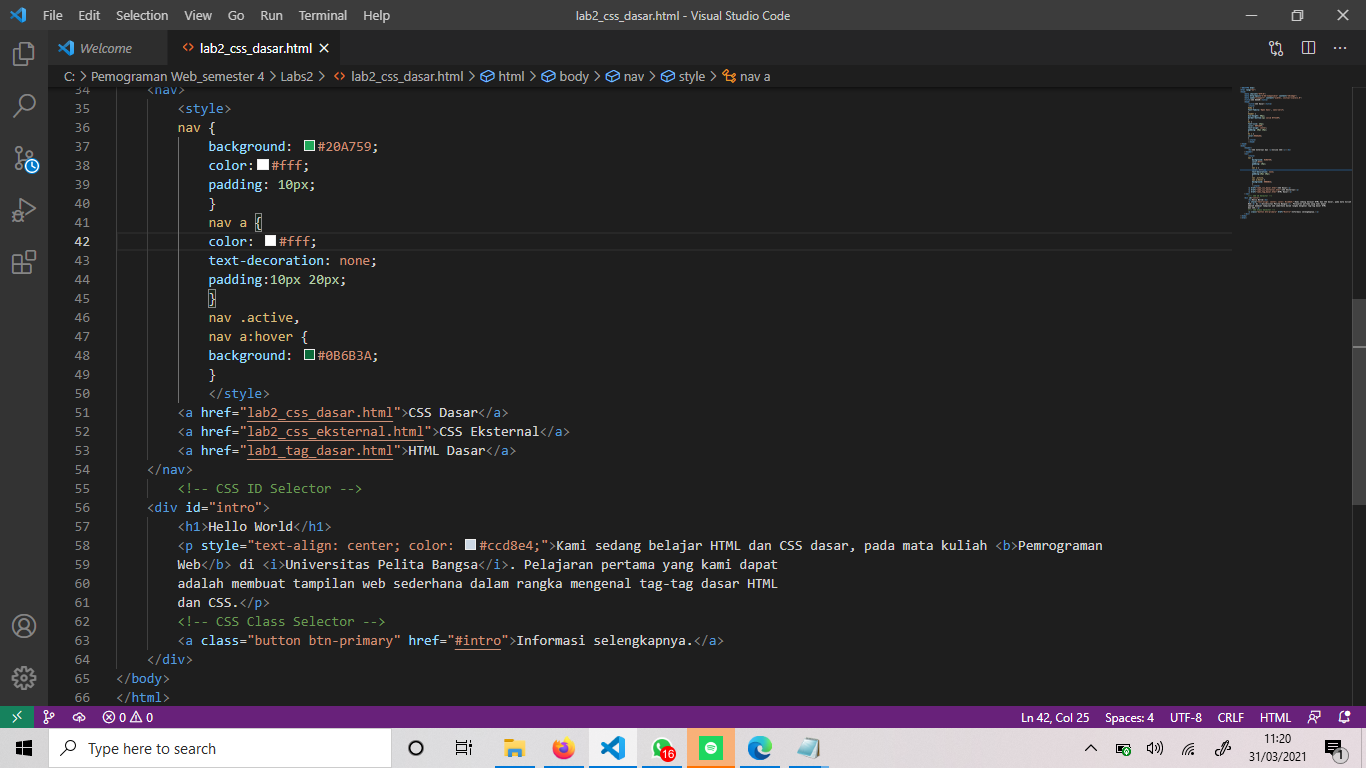 File Edit Selection View Go Run Terminal Help lab2_css_dasar.html - Visual Studio Code
Welcome lab2_css_dasar.html
C: > Pemograman Web_semester 4 > Labs2 > lab2_css_dasar.html > html > body > nav > style > nav a
34 <nav>
35 <style>
36 nav {
37 background: #20A759;
38 color: #fff;
39 padding: 10px;
40 }
41 nav a {
42 color: #fff;
43 text-decoration: none;
44 padding:10px 20px;
45 }
46 nav .active,
47 nav a:hover {
48 background: #0B6B3A;
49 }
50 </style>
51 <a href="lab2_css_dasar.html">CSS Dasar</a>
52 <a href="lab2_css_eksternal.html">CSS Eksternal</a>
53 <a href="lab1_tag_dasar.html">HTML Dasar</a>
54 </nav>
55 <!-- CSS ID Selector -->
56 <div id="intro">
57 <h1>Hello World</h1>
58 <p style="text-align: center; color: #ccd8e4;">Kami sedang belajar HTML dan CSS dasar, pada mata kuliah <b>Pemrograman
59 Web</b> di <i>Universitas Pelita Bangsa</i>. Pelajaran pertama yang kami dapat
60 adalah membuat tampilan web sederhana dalam rangka mengenal tag-tag dasar HTML
61 dan CSS.</p>
62 <!-- CSS Class Selector -->
63 <a class="button btn-primary" href="#intro">Informasi selengkapnya.</a>
64 </div>
65 </body>
66 </html>
0 0 Ln 42, Col 25 Spaces: 4 UTF-8 CRLF HTML
Type here to search 16 11:20
31/03/2021 1